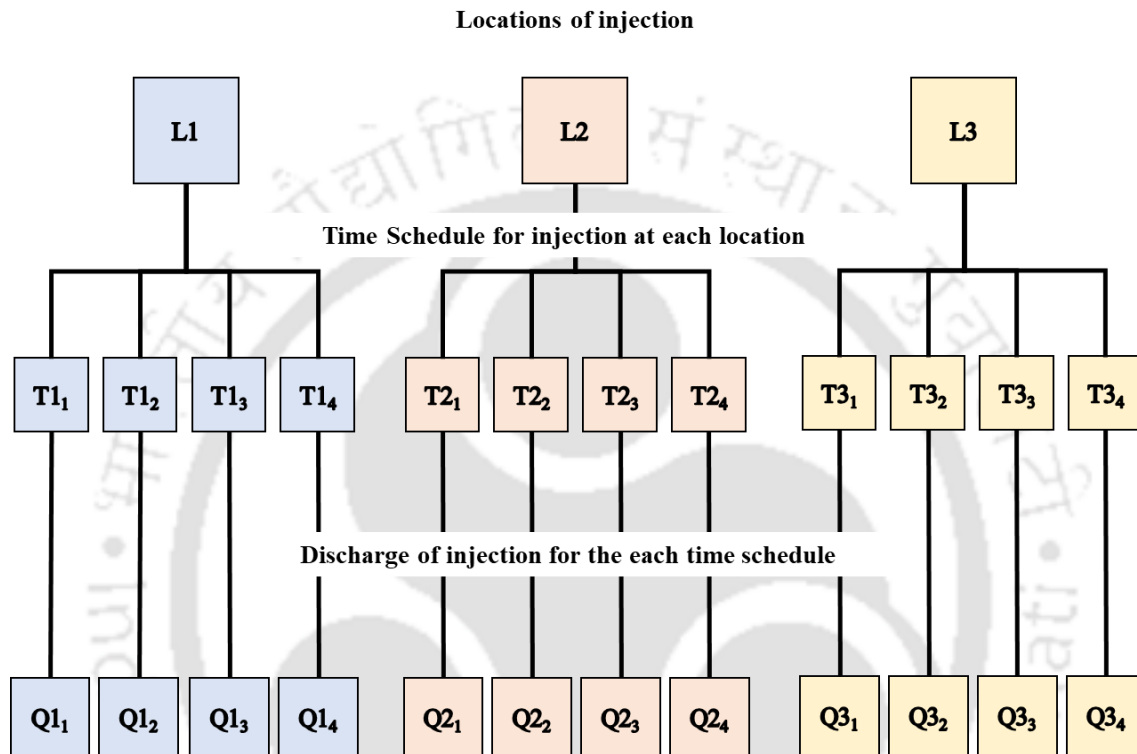 Locations of injection
L1 L2 L3
Time Schedule for injection at each location
T1₁ T1₂ T1₃ T1₄ T2₁ T2₂ T2₃ T2₄ T3₁ T3₂ T3₃ T3₄
Discharge of injection for the each time schedule
Q1₁ Q1₂ Q1₃ Q1₄ Q2₁ Q2₂ Q2₃ Q2₄ Q3₁ Q3₂ Q3₃ Q3₄